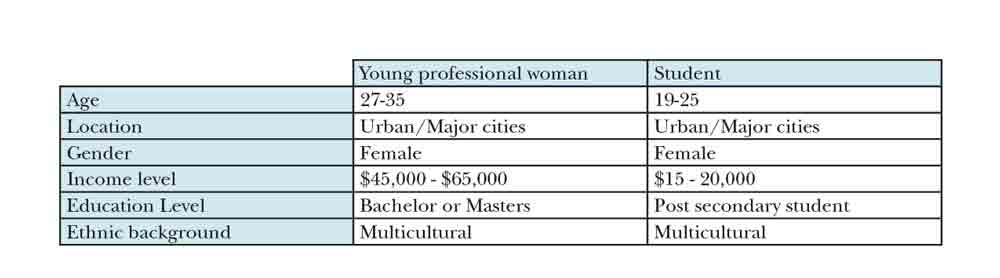 Young professional woman Student
Age 27-35 19-25
Location Urban/Major cities Urban/Major cities
Gender Female Female
Income level $45,000 - $65,000 $15 - 20,000
Education Level Bachelor or Masters Post secondary student
Ethnic background Multicultural Multicultural